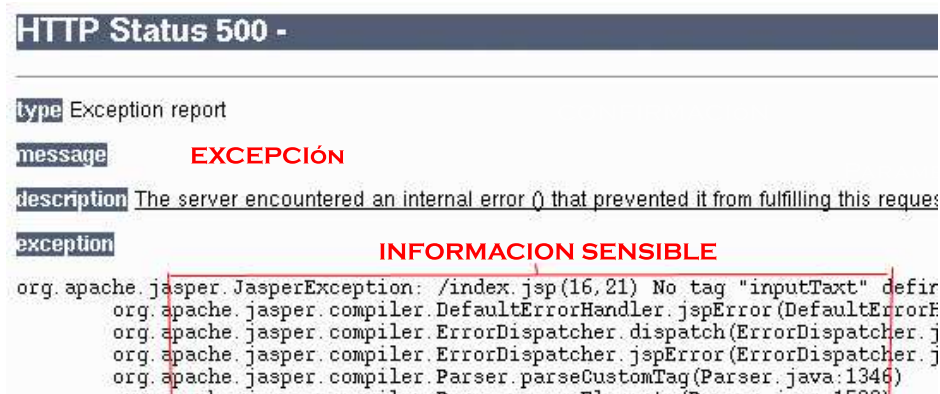 HTTP Status 500 -
type Exception report
message
EXCEPCIóN
description The server encountered an internal error () that prevented it from fulfilling this
exception
INFORMACION SENSIBLE
org.apache.jasper.JasperException: /index.jsp(16,21) No tag "inputTaxt"
org.apache.jasper.compiler.DefaultErrorHandler.jspError(
org.apache.jasper.compiler.ErrorDispatcher.dispatch(
org.apache.jasper.compiler.ErrorDispatcher.jspError(
org.apache.jasper.compiler.Parser.parseCustomTag(Parser.java:1346)